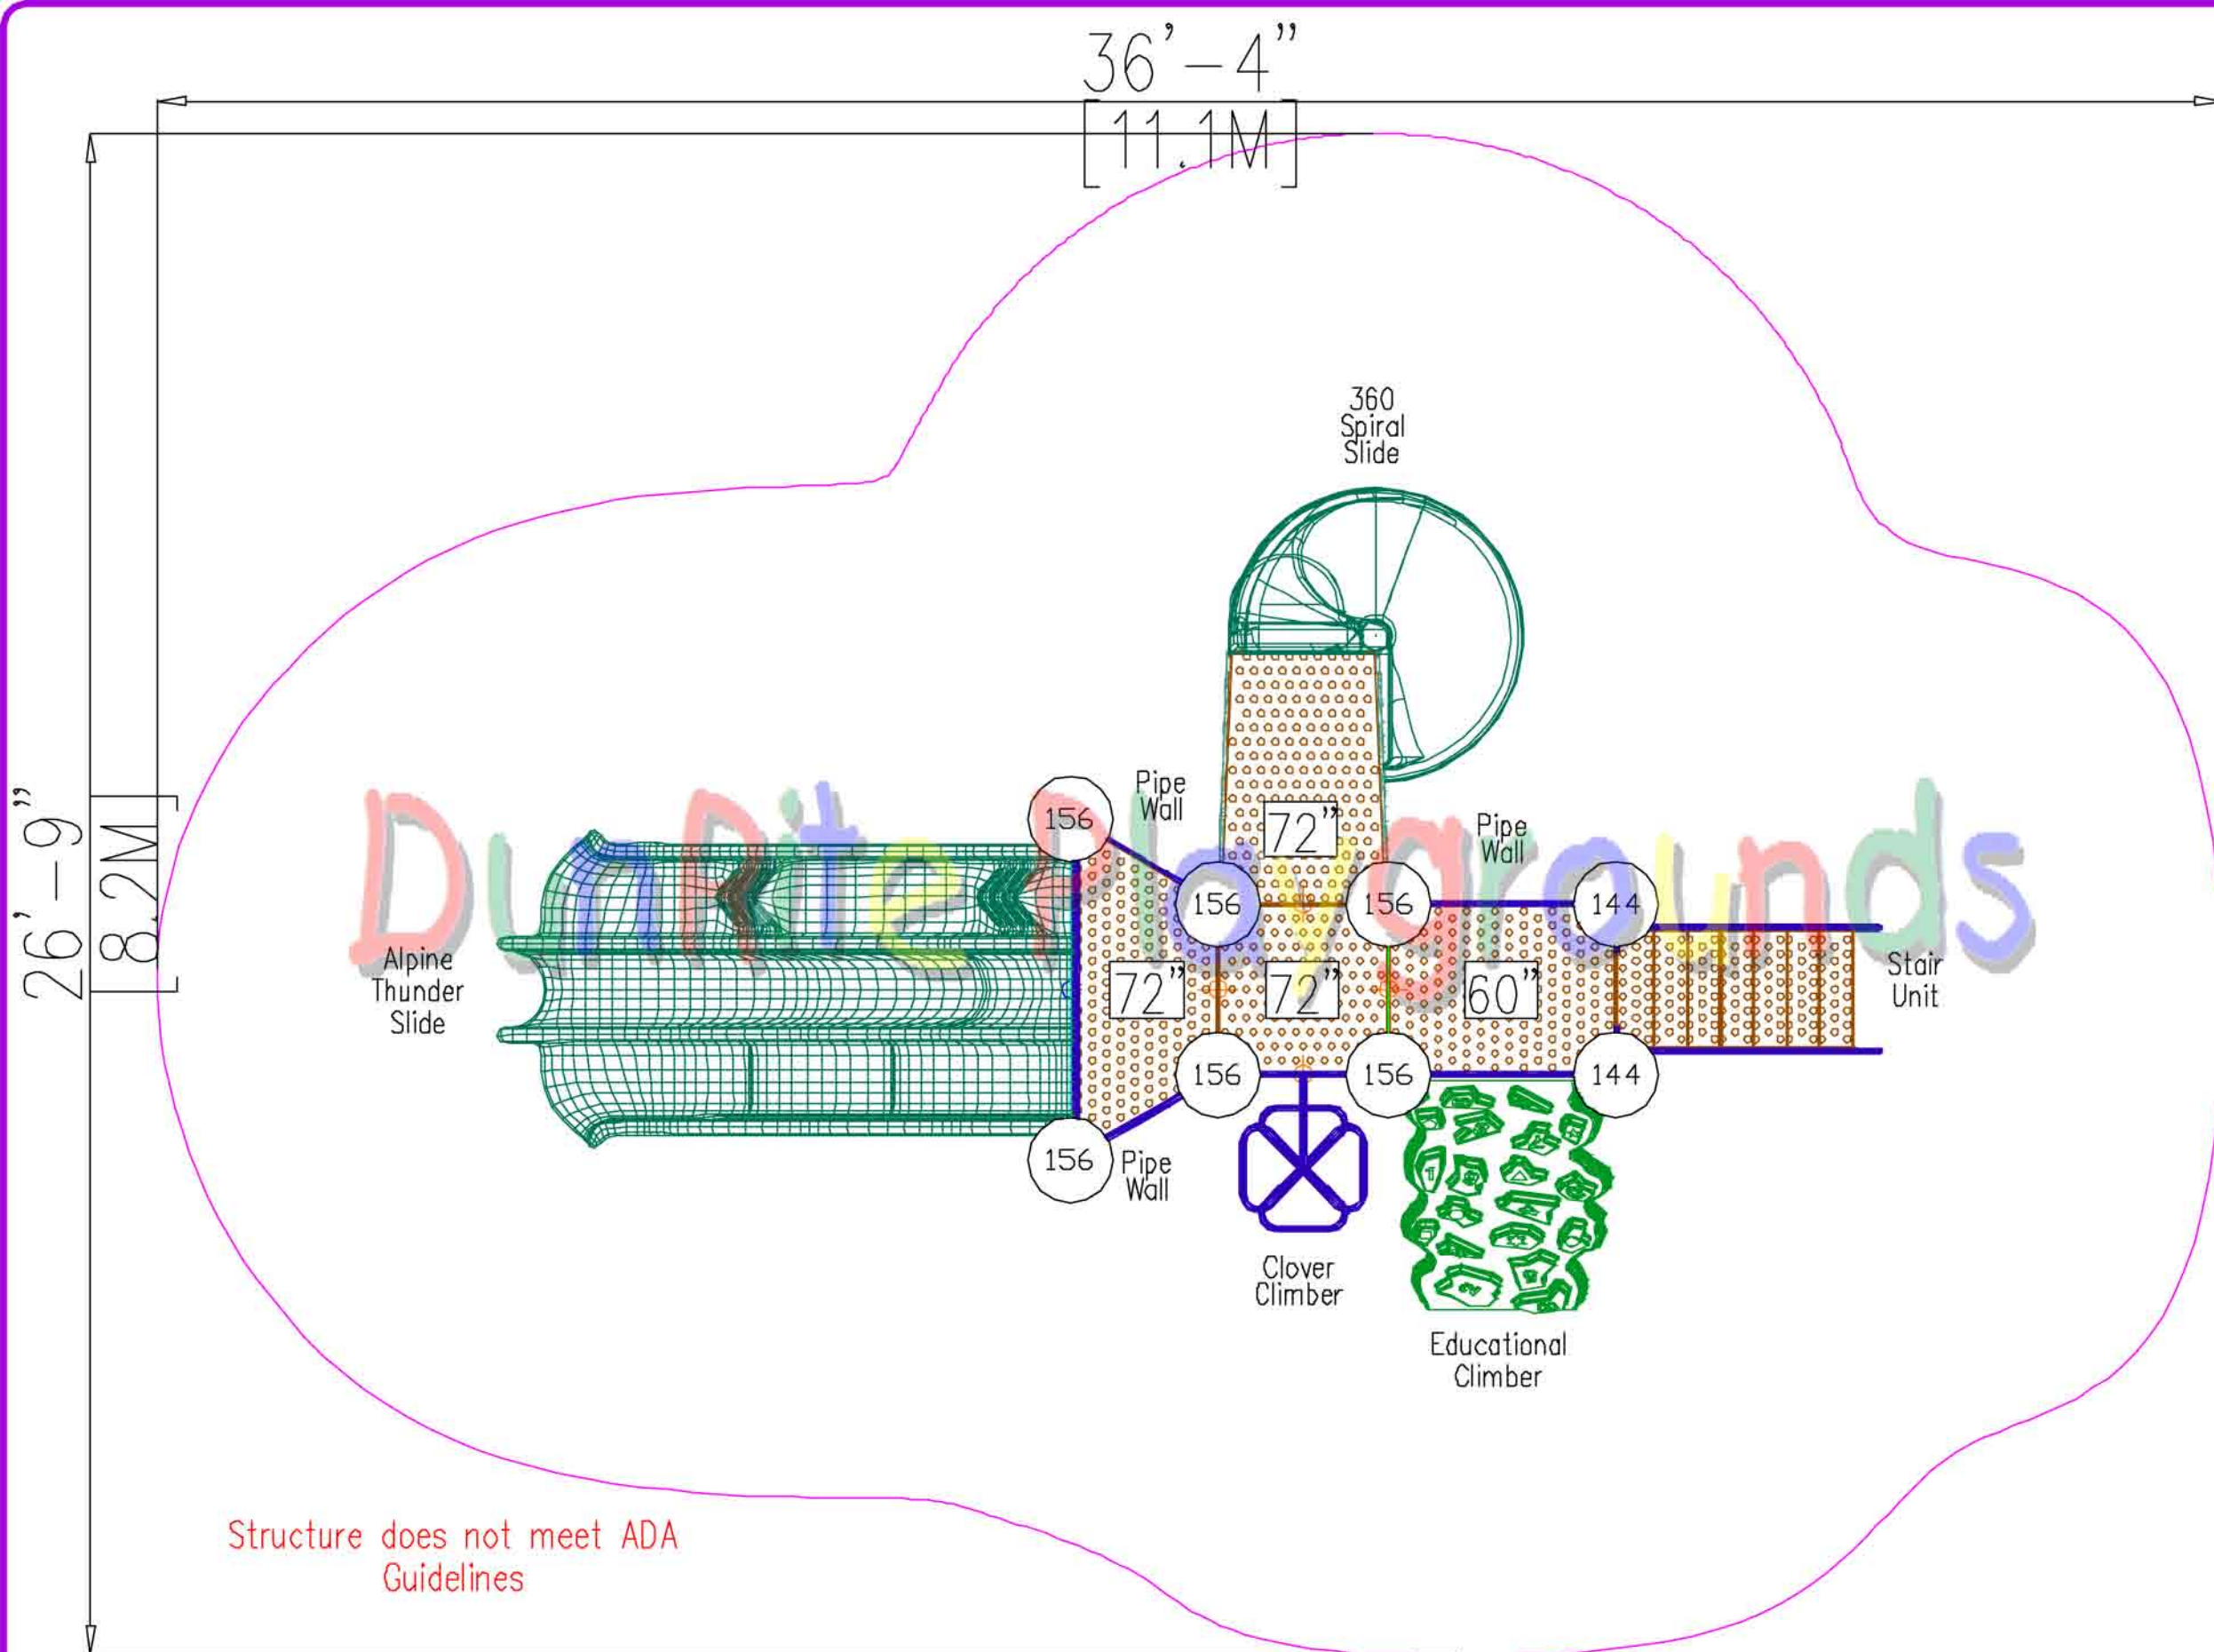 36'-4"
[11.1M]
26'-9"
[8.2M]
360
Spiral
Slide
Pipe
Wall
156
72"
Pipe
Wall
DunRite Playgrounds
156
156
144
Alpine
Thunder
Slide
72"
72"
60"
Stair
Unit
156
156
144
156
Pipe
Wall
Clover
Climber
Educational
Climber
Structure does not meet ADA
Guidelines